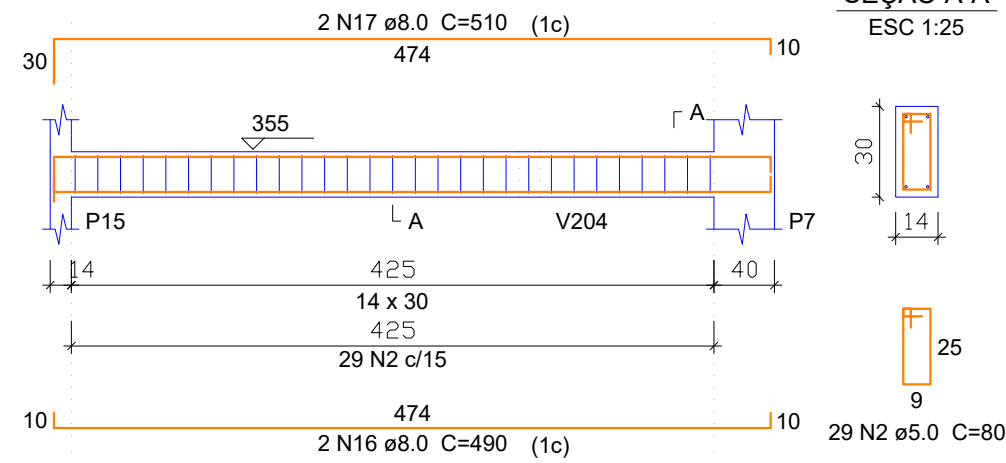 2 N17 ø8.0 C=510 (1c)
30
474
10
SEÇÃO A-A
ESC 1:25
A
355
P15
A
V204
P7
30
14
14
425
40
14 x 30
425
29 N2 c/15
25
9
29 N2 ø5.0 C=80
10
474
10
2 N16 ø8.0 C=490 (1c)